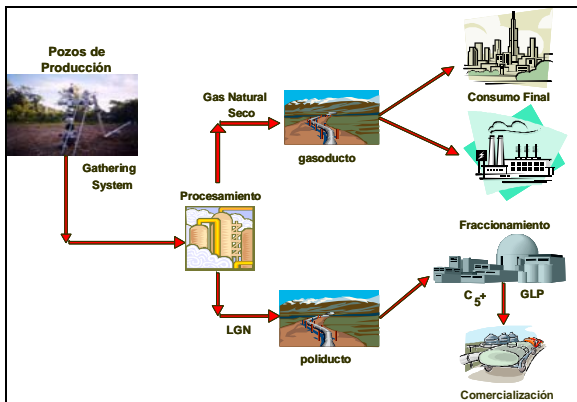 Pozos de
Producción
Gathering
System
Procesamiento
Gas Natural
Seco
gasoducto
Consumo Final
LGN
poliducto
Fraccionamiento
C5+
GLP
Comercialización